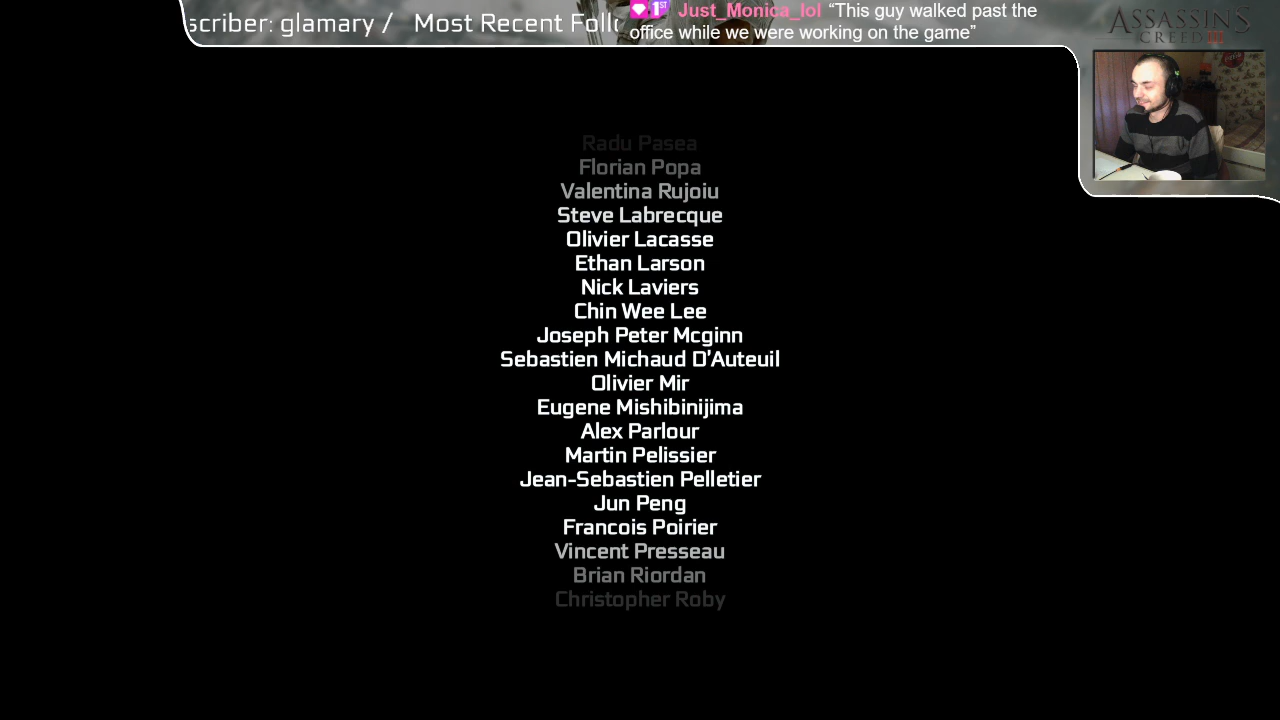 scriber: glamary /   Most Recent Foll
1ST Just_Monica_lol "This guy walked past the
office while we were working on the game"
ASSASSINS
CREED III
Radu Pasea
Florian Popa
Valentina Rujoiu
Steve Labrecque
Olivier Lacasse
Ethan Larson
Nick Laviers
Chin Wee Lee
Joseph Peter Mcginn
Sebastien Michaud D'Auteuil
Olivier Mir
Eugene Mishibinijima
Alex Parlour
Martin Pelissier
Jean-Sebastien Pelletier
Jun Peng
Francois Poirier
Vincent Presseau
Brian Riordan
Christopher Roby